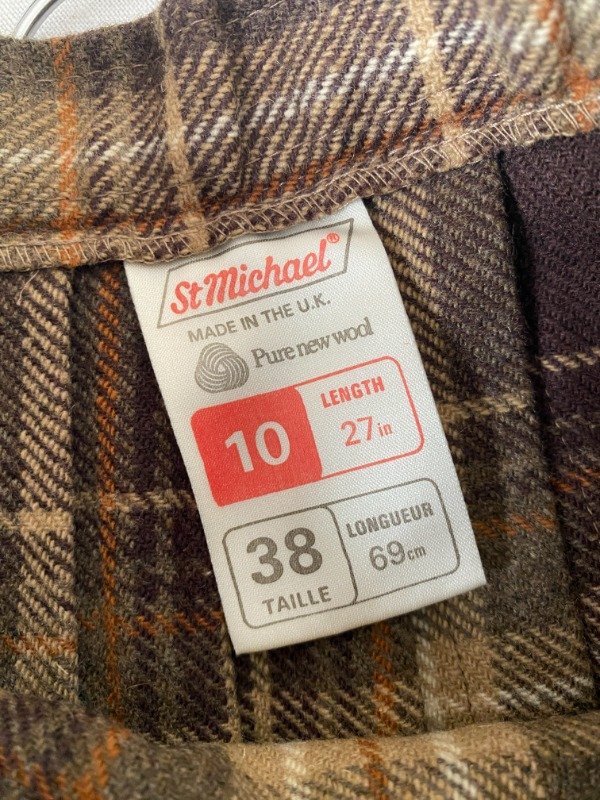 St Michael®
MADE IN THE U.K.
Pure new wool
10
LENGTH
27in
38
TAILLE
LONGUEUR
69cm